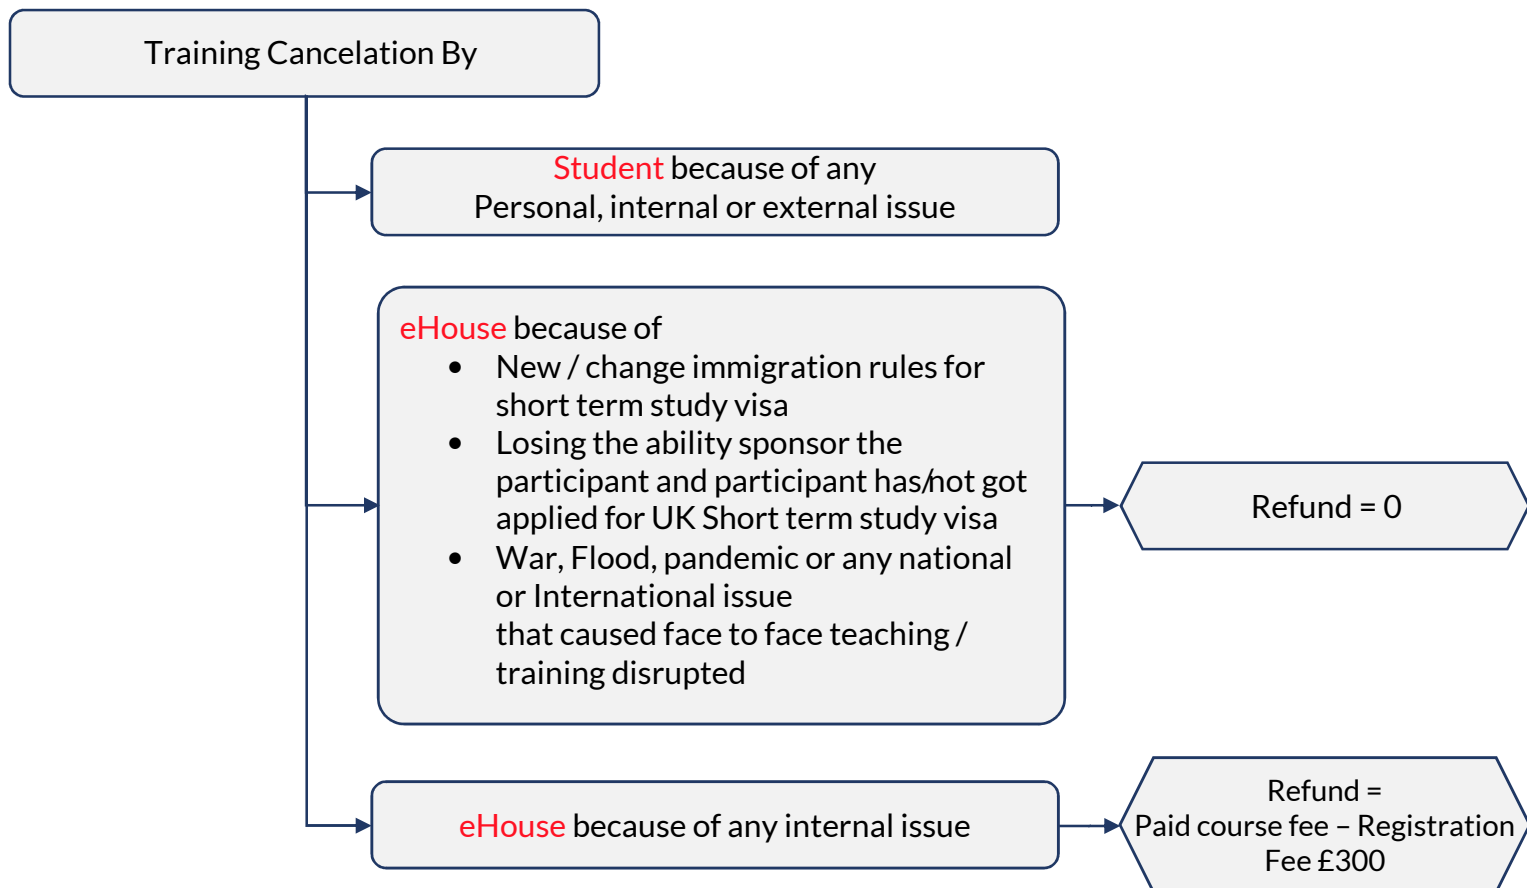 Training Cancelation By
Student because of any
Personal, internal or external issue
eHouse because of
• New / change immigration rules for
short term study visa
• Losing the ability sponsor the
participant and participant has/not got
applied for UK Short term study visa
• War, Flood, pandemic or any national
or International issue
that caused face to face teaching /
training disrupted
Refund = 0
eHouse because of any internal issue
Refund =
Paid course fee – Registration
Fee £300